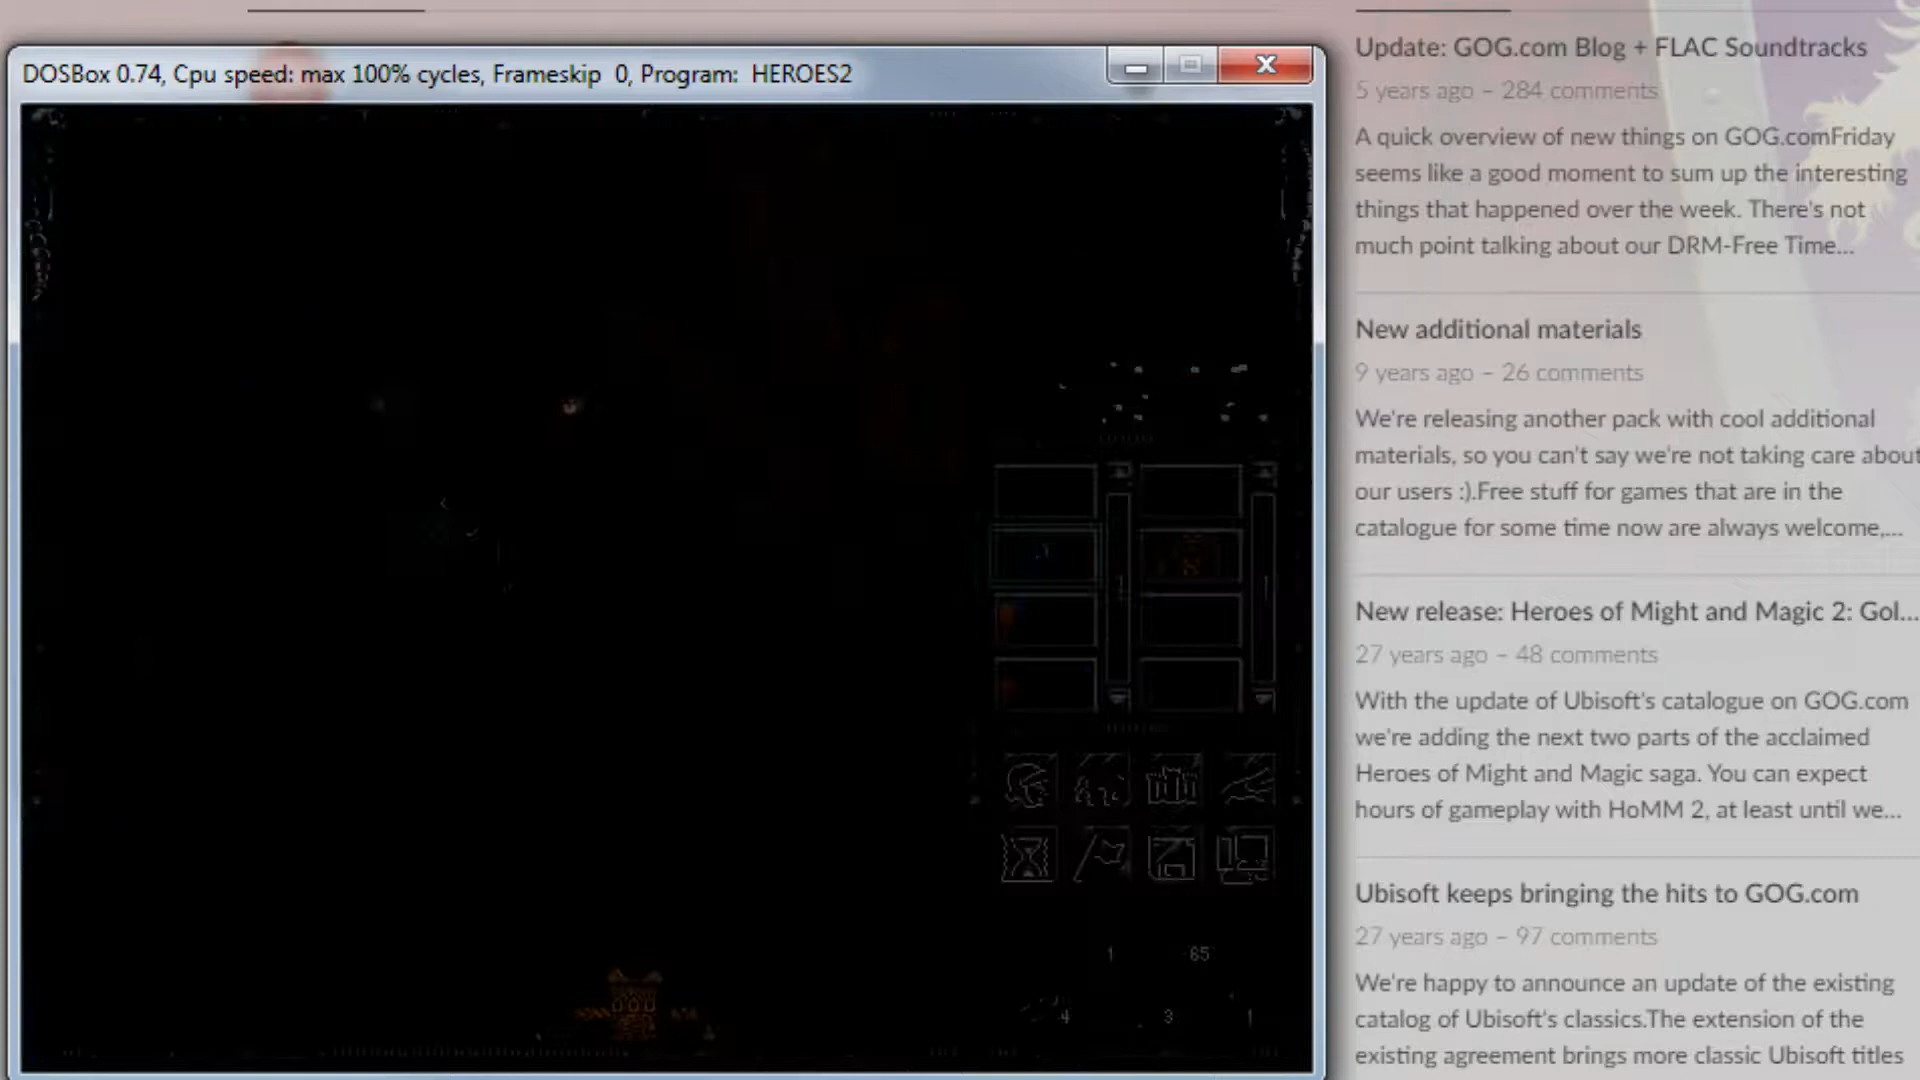 DOSBox 0.74, Cpu speed: max 100% cycles, Frameskip  0, Program:  HEROES2
1 65
4 3 1
Update: GOG.com Blog + FLAC Soundtracks
5 years ago – 284 comments
A quick overview of new things on GOG.comFriday
seems like a good moment to sum up the interesting
things that happened over the week. There's not
much point talking about our DRM-Free Time...
New additional materials
9 years ago – 26 comments
We're releasing another pack with cool additional
materials, so you can't say we're not taking care about
our users :).Free stuff for games that are in the
catalogue for some time now are always welcome,...
New release: Heroes of Might and Magic 2: Gol...
27 years ago – 48 comments
With the update of Ubisoft's catalogue on GOG.com
we're adding the next two parts of the acclaimed
Heroes of Might and Magic saga. You can expect
hours of gameplay with HoMM 2, at least until we...
Ubisoft keeps bringing the hits to GOG.com
27 years ago – 97 comments
We're happy to announce an update of the existing
catalog of Ubisoft's classics.The extension of the
existing agreement brings more classic Ubisoft titles